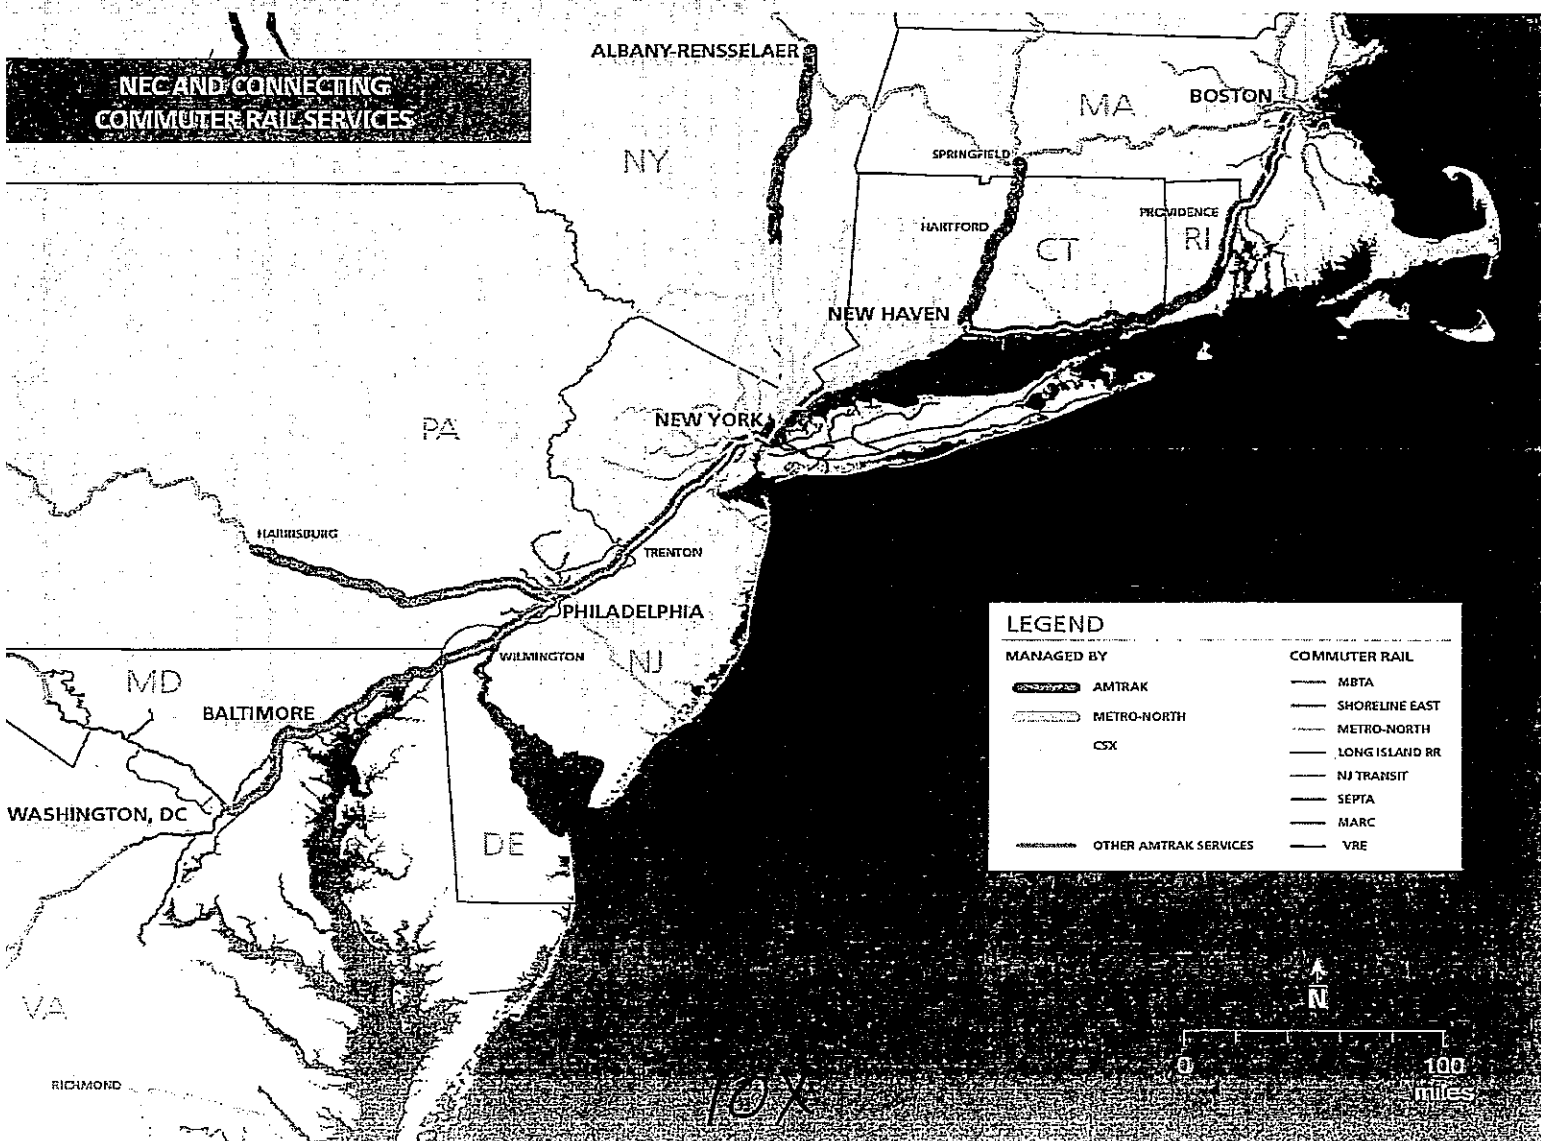 NEC AND CONNECTING
COMMUTER RAIL SERVICES
ALBANY-RENSSELAER
NY
MA
BOSTON
SPRINGFIELD
HARTFORD
CT
PROVIDENCE
RI
NEW HAVEN
PA
NEW YORK
HARRISBURG
TRENTON
PHILADELPHIA
WILMINGTON
NJ
MD
BALTIMORE
WASHINGTON, DC
DE
VA
RICHMOND
LEGEND
MANAGED BY
AMTRAK
METRO-NORTH
CSX
OTHER AMTRAK SERVICES
COMMUTER RAIL
MBTA
SHORELINE EAST
METRO-NORTH
LONG ISLAND RR
NJ TRANSIT
SEPTA
MARC
VRE
N
0 100
miles
10X